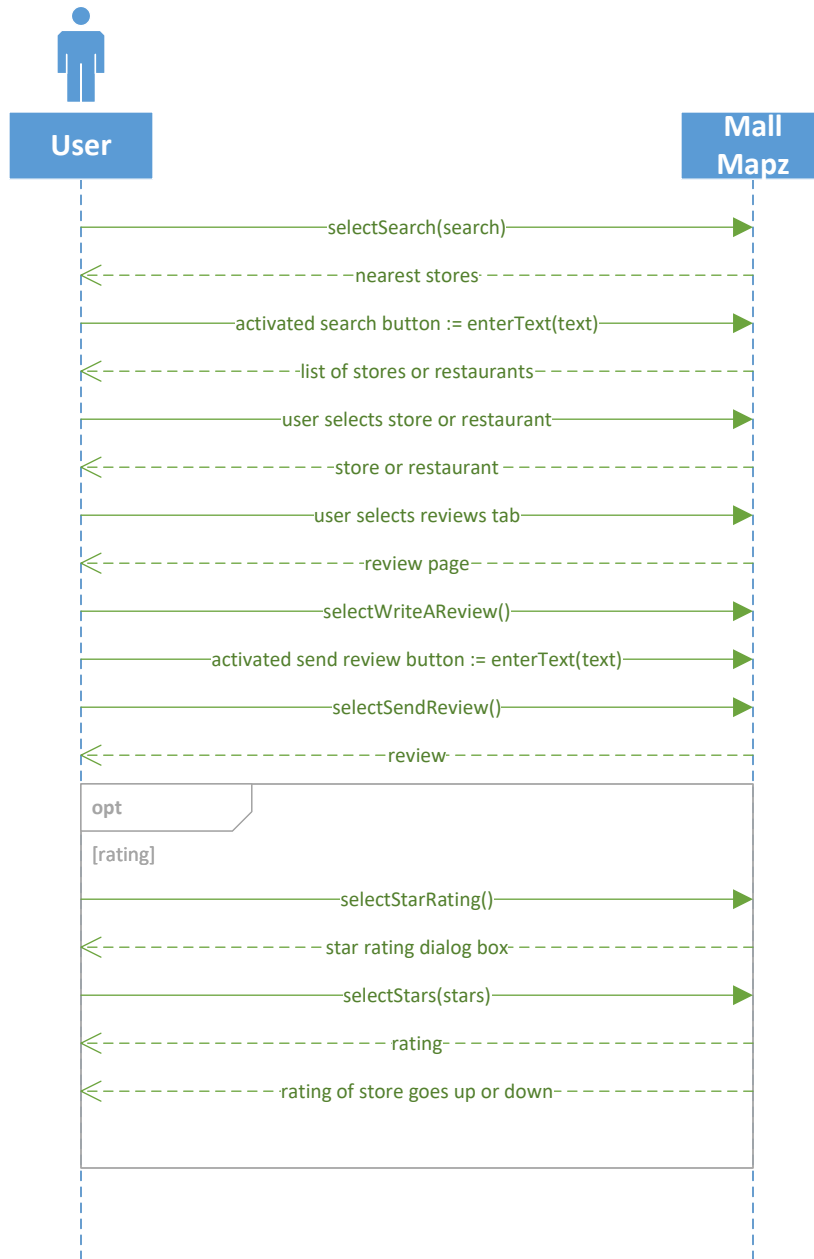 User
Mall
Mapz
selectSearch(search)
nearest stores
activated search button := enterText(text)
list of stores or restaurants
user selects store or restaurant
store or restaurant
user selects reviews tab
review page
selectWriteAReview()
activated send review button := enterText(text)
selectSendReview()
review
opt
[rating]
selectStarRating()
star rating dialog box
selectStars(stars)
rating
rating of store goes up or down